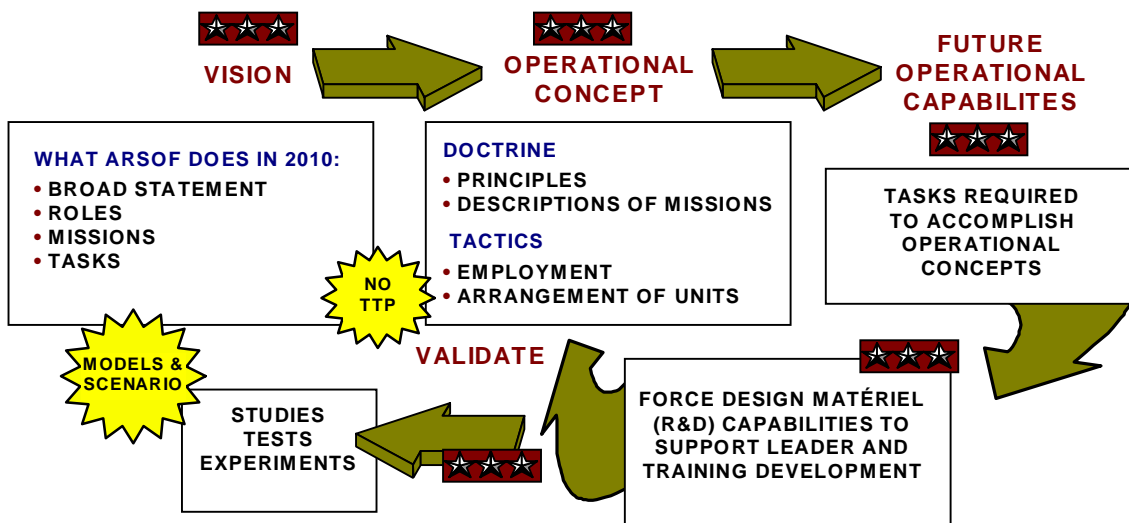 VISION
OPERATIONAL
CONCEPT
FUTURE
OPERATIONAL
CAPABILITES
WHAT ARSOF DOES IN 2010:
• BROAD STATEMENT
• ROLES
• MISSIONS
• TASKS
DOCTRINE
• PRINCIPLES
• DESCRIPTIONS OF MISSIONS
TACTICS
• EMPLOYMENT
• ARRANGEMENT OF UNITS
NO
TTP
TASKS REQUIRED
TO ACCOMPLISH
OPERATIONAL
CONCEPTS
FORCE DESIGN MATÉRIEL
(R&D) CAPABILITIES TO
SUPPORT LEADER AND
TRAINING DEVELOPMENT
VALIDATE
STUDIES
TESTS
EXPERIMENTS
MODELS &
SCENARIO